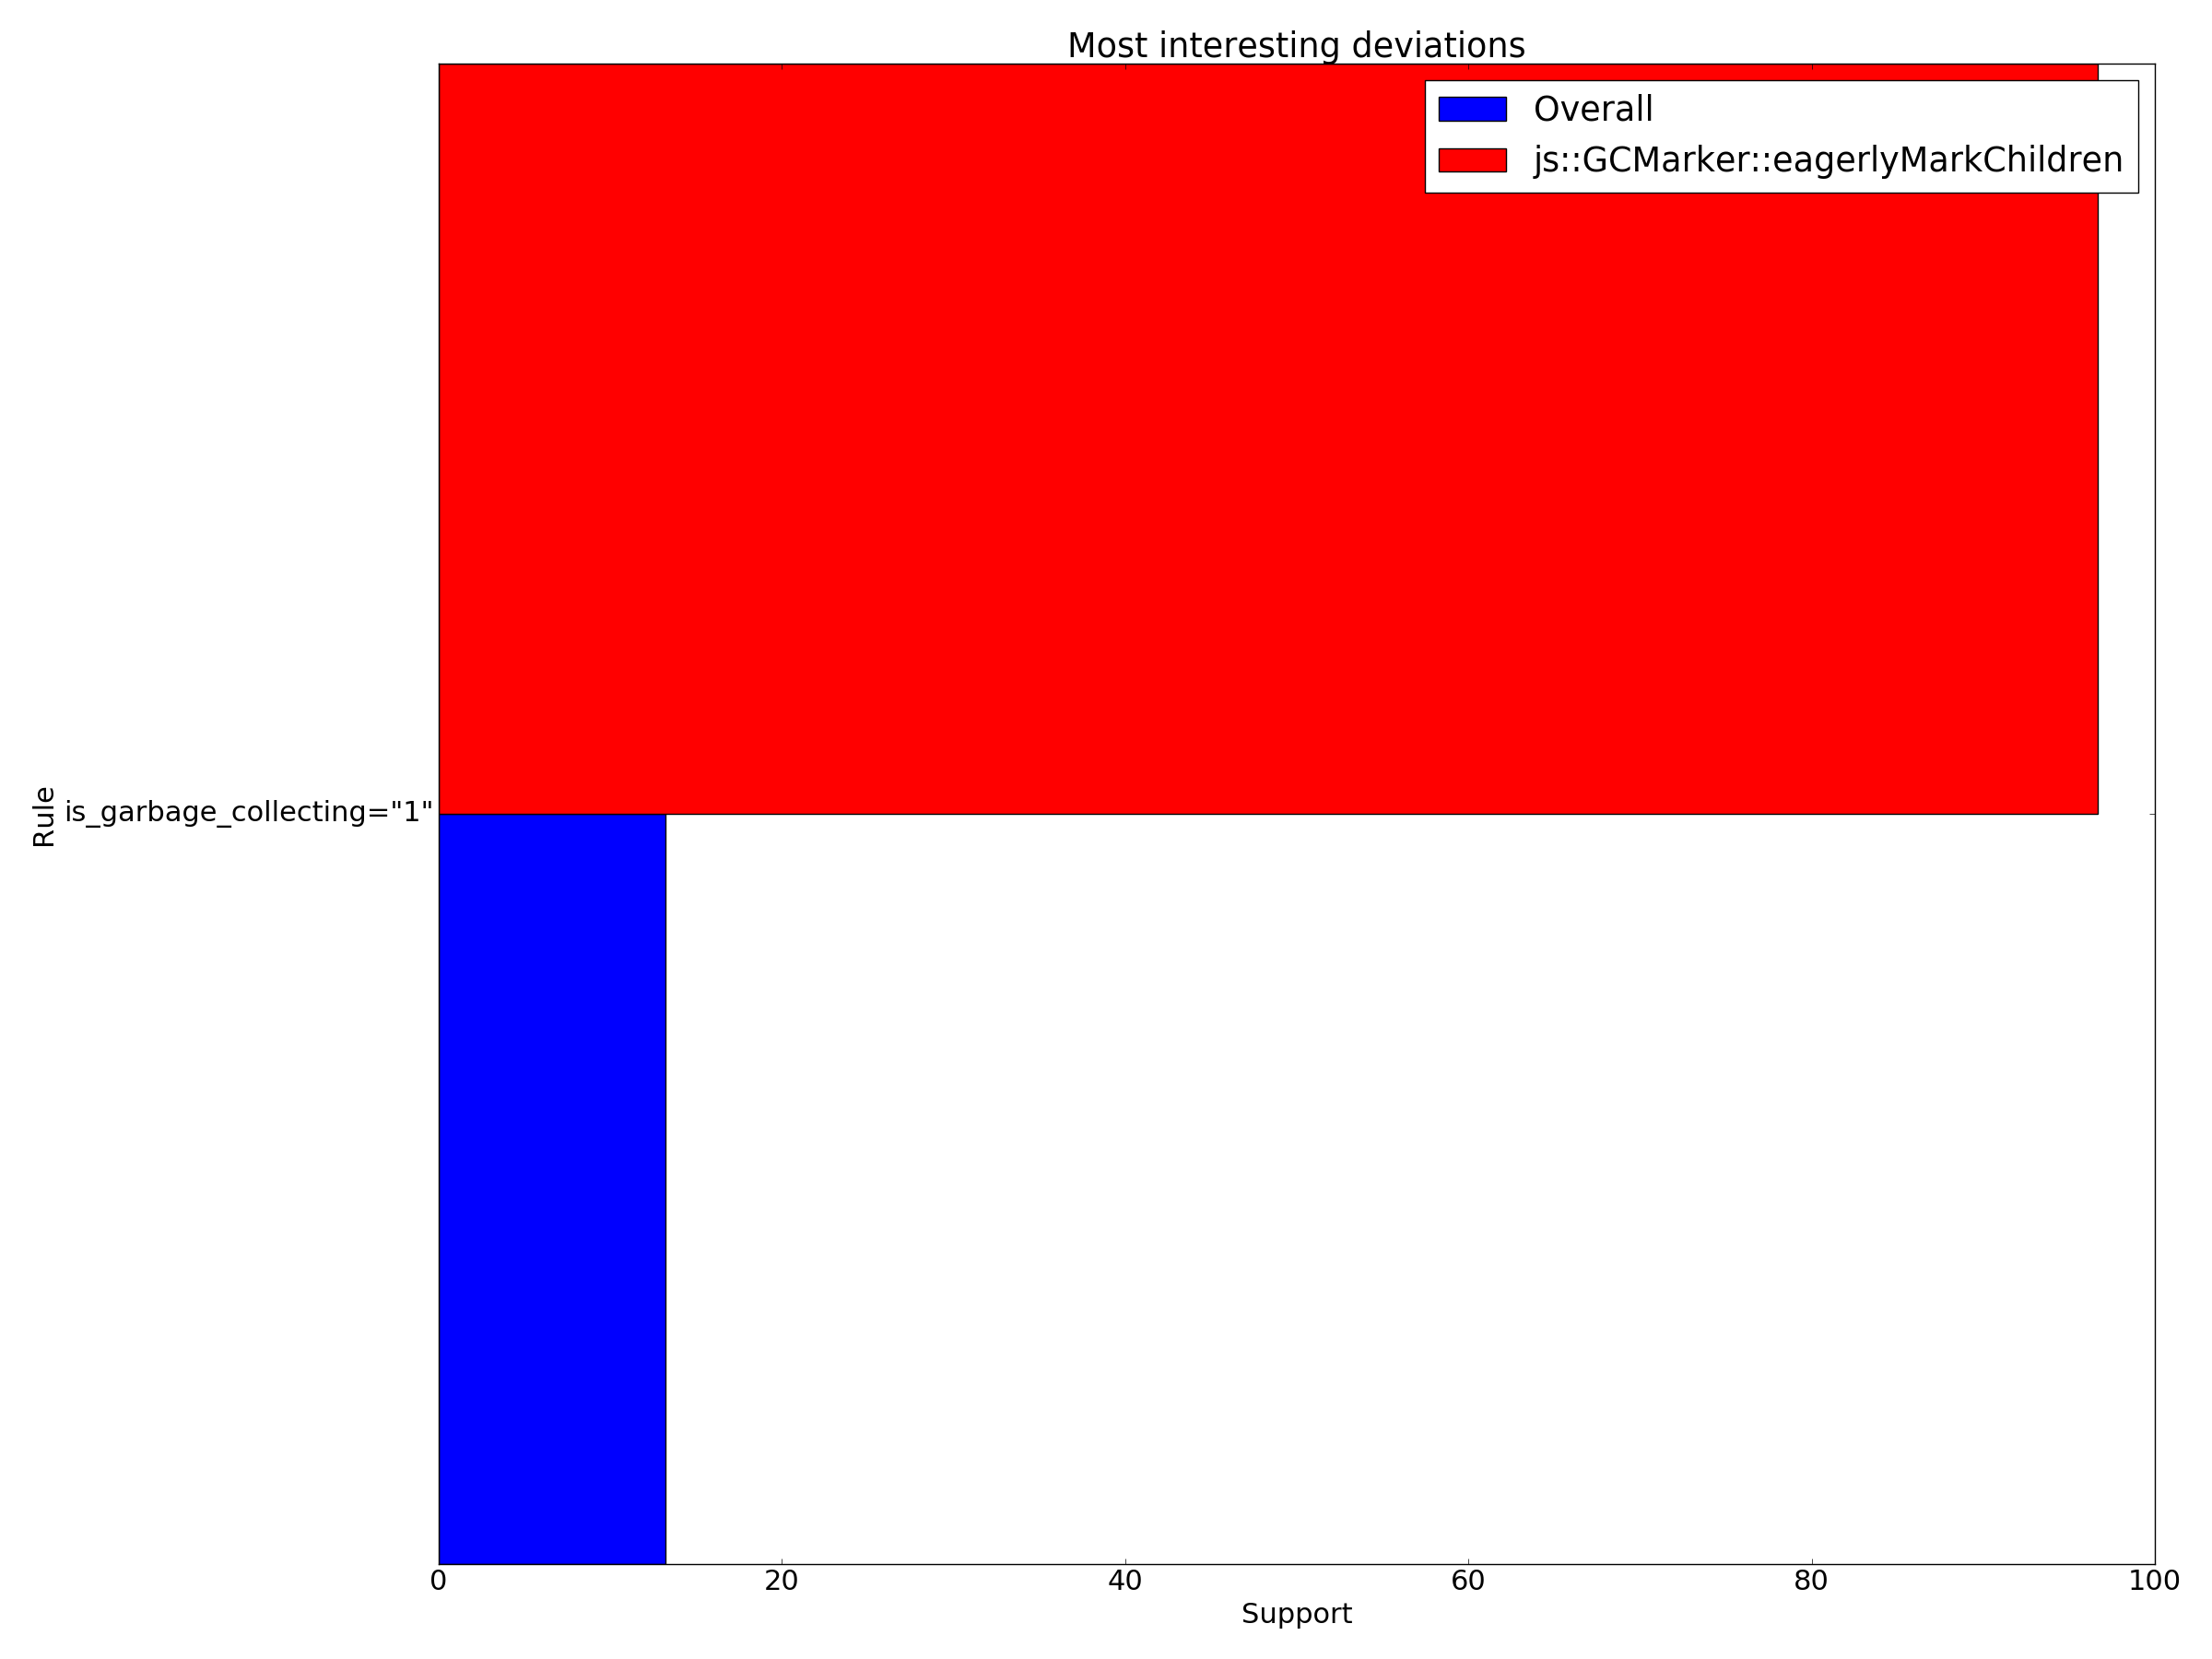 Most interesting deviations
Overall
js::GCMarker::eagerlyMarkChildren
Rule
is_garbage_collecting="1"
0 20 40 60 80 100
Support